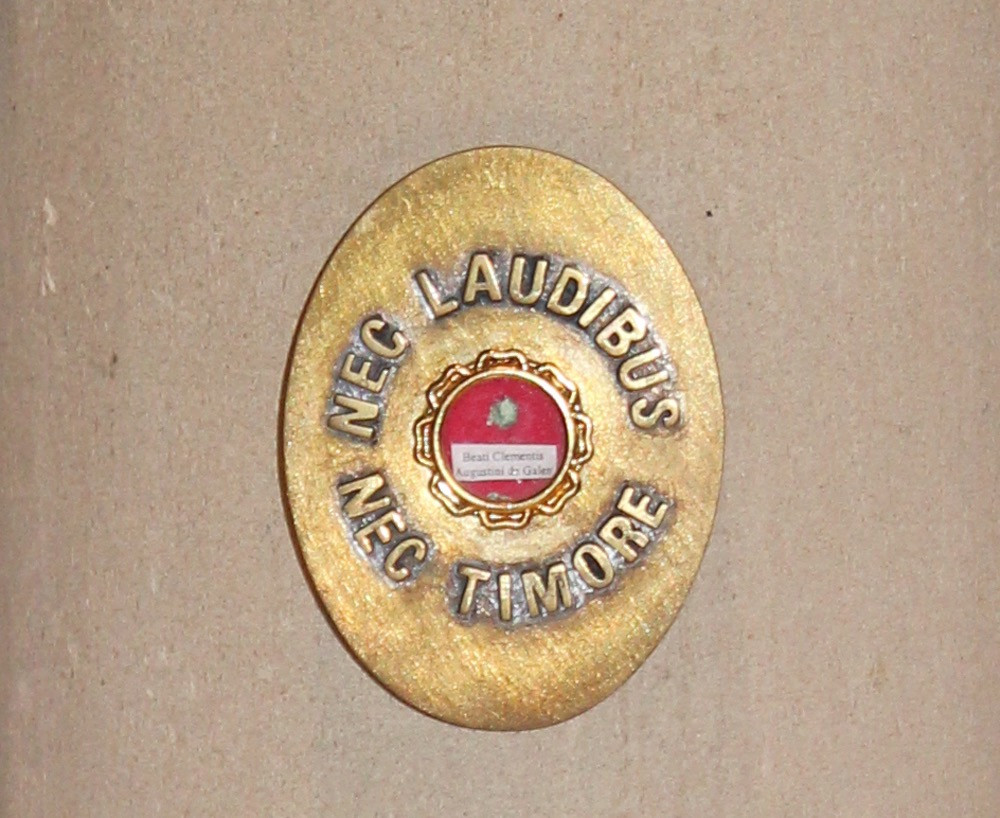 NEC LAUDIBUS
NEC TIMORE
Beati Clementis
Augustini de Galen